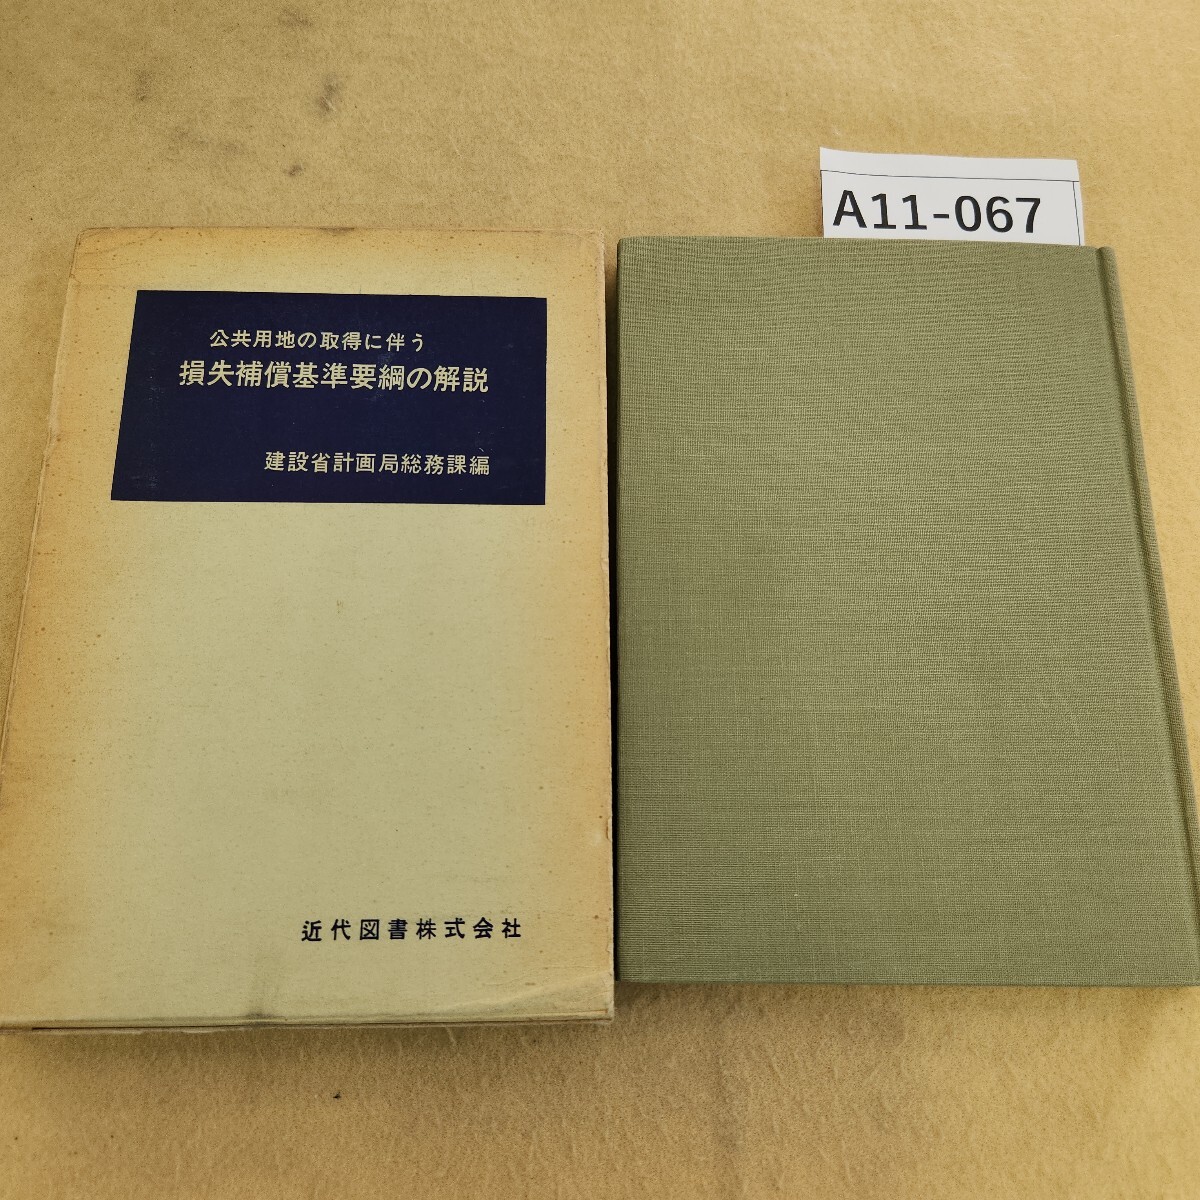 A11-067
公共用地の取得に伴う
損失補償基準要綱の解説
建設省計画局総務課編
近代図書株式会社